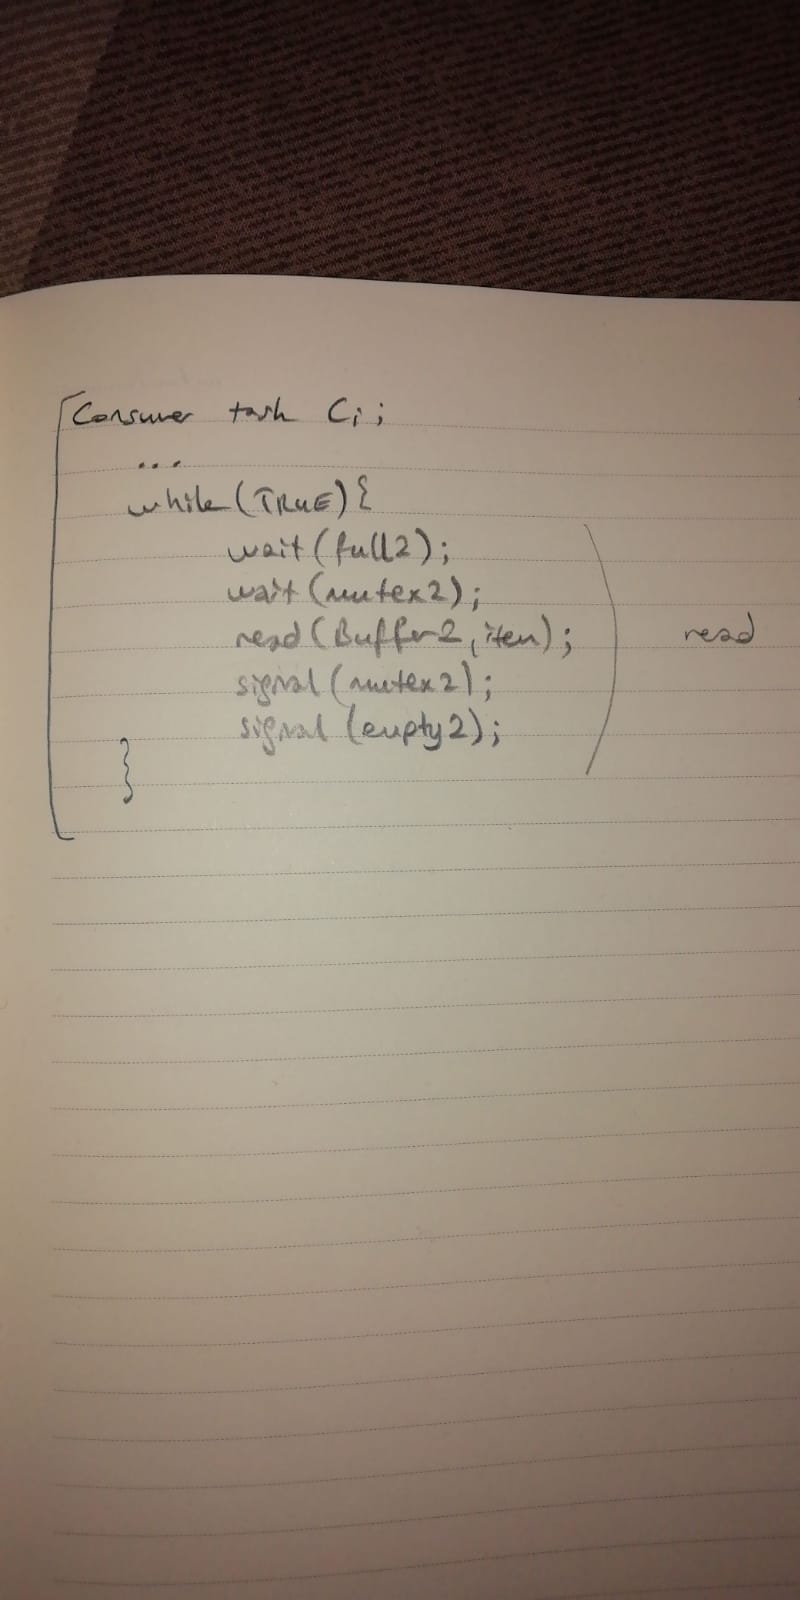 Consumer task Ci;
...
while(TRUE){
wait(full2);
wait(mutex2);
read(Buffer2,item); read
signal(mutex2);
signal(empty2);
}